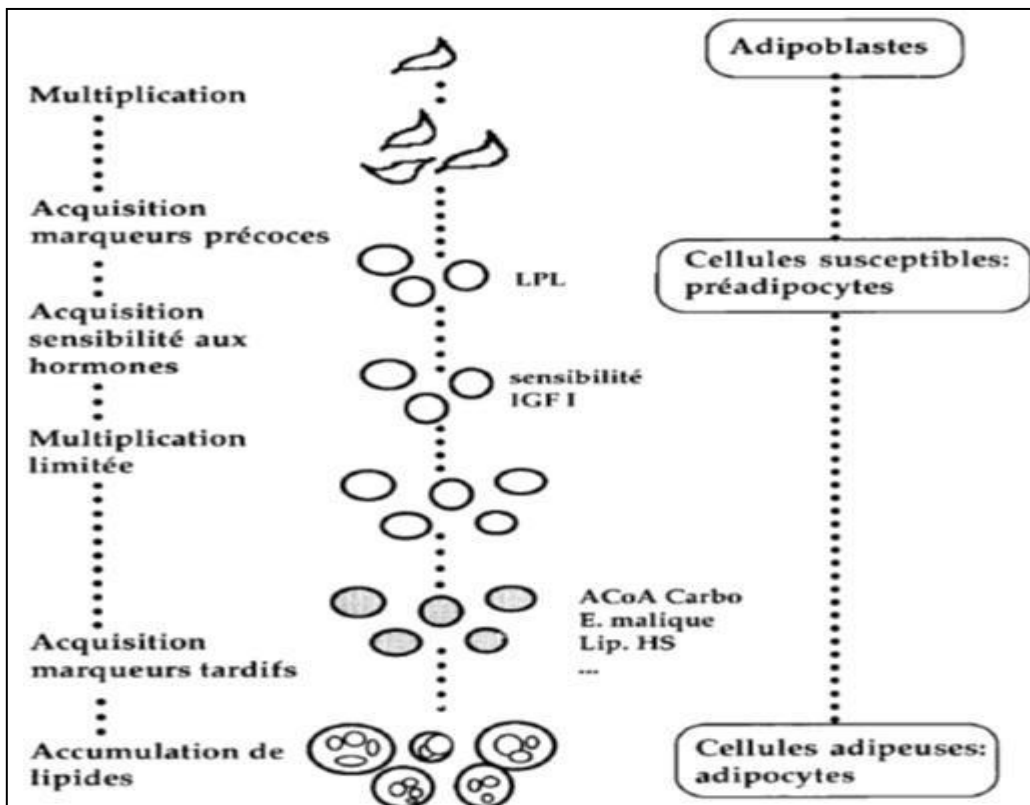 Multiplication
Acquisition
marqueurs précoces
Acquisition
sensibilité aux
hormones
Multiplication
limitée
Acquisition
marqueurs tardifs
Accumulation de
lipides
LPL
sensibilité
IGF I
ACoA Carbo
E. malique
Lip. HS
...
Adipoblastes
Cellules susceptibles:
préadipocytes
Cellules adipeuses:
adipocytes